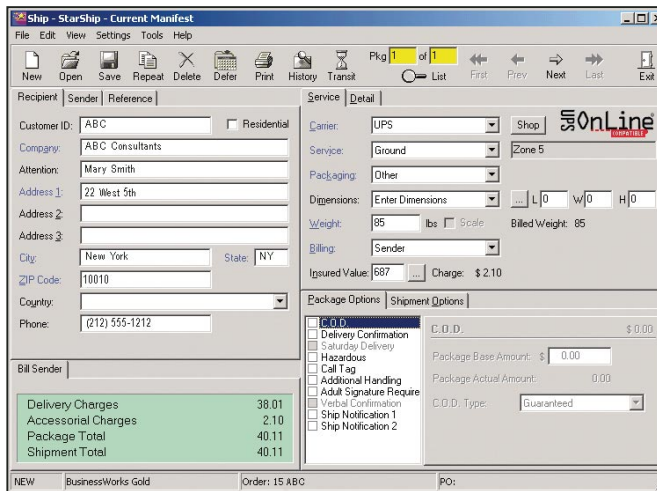 Ship - StarShip - Current Manifest
File Edit View Settings Tools Help
New Open Save Repeat Delete Defer Print History Transit
Pkg 1 of 1
List
First Prev Next Last Exit
Recipient Sender Reference
Customer ID: ABC Residential
Company: ABC Consultants
Attention: Mary Smith
Address 1: 22 West 5th
Address 2:
Address 3:
City: New York State: NY
ZIP Code: 10010
Country:
Phone: (212) 555-1212
Bill Sender
Delivery Charges 38.01
Accessorial Charges 2.10
Package Total 40.11
Shipment Total 40.11
Service Detail
Carrier: UPS Shop
UPS OnLine®
COMPATIBLE
Service: Ground Zone 5
Packaging: Other
Dimensions: Enter Dimensions ... L 0 W 0 H 0
Weight: 85 lbs Scale Billed Weight: 85
Billing: Sender
Insured Value: 687 ... Charge: $ 2.10
Package Options Shipment Options
C.O.D.
Delivery Confirmation
Saturday Delivery
Hazardous
Call Tag
Additional Handling
Adult Signature Require
Verbal Confirmation
Ship Notification 1
Ship Notification 2
C.O.D. $ 0.00
Package Base Amount: $ 0.00
Package Actual Amount: 0.00
C.O.D. Type: Guaranteed
NEW BusinessWorks Gold Order: 15 ABC PO: